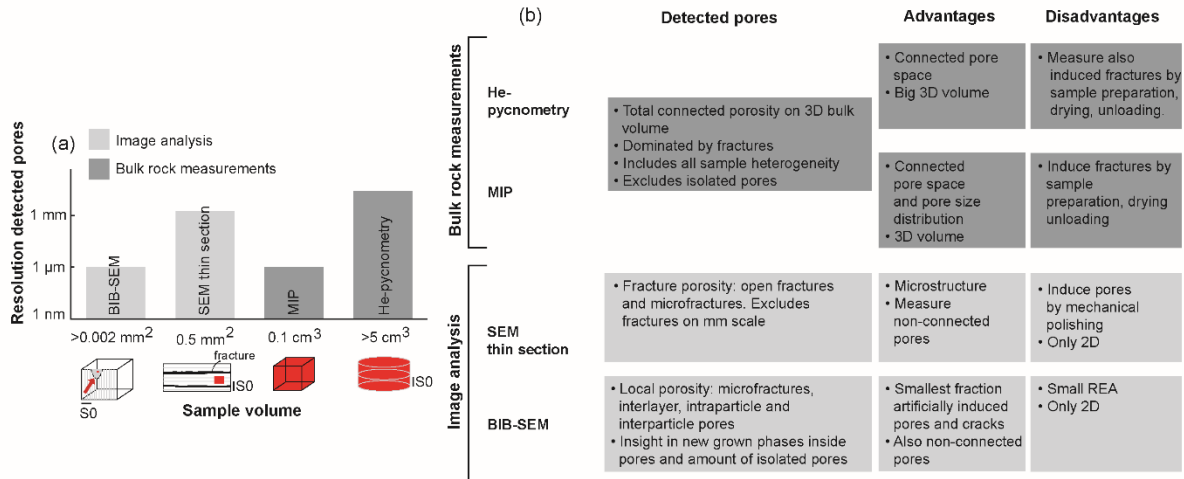 (a)
Image analysis
Bulk rock measurements
Resolution detected pores
1 mm
1 µm
1 nm
BIB-SEM
SEM thin section
MIP
He-pycnometry
>0.002 mm²
0.5 mm²
0.1 cm³
>5 cm³
fracture
S0
IS0
IS0
Sample volume
(b)
Detected pores
Advantages
Disadvantages
Bulk rock measurements
He-
pycnometry
• Total connected porosity on 3D bulk
volume
• Dominated by fractures
• Includes all sample heterogeneity
• Excludes isolated pores
• Connected pore
space
• Big 3D volume
• Measure also
induced fractures by
sample preparation,
drying, unloading.
MIP
• Connected
pore space
and pore size
distribution
• 3D volume
• Induce fractures by
sample
preparation, drying
unloading
Image analysis
SEM
thin section
• Fracture porosity: open fractures
and microfractures. Excludes
fractures on mm scale
• Microstructure
• Measure
non-connected
pores
• Induce pores
by mechanical
polishing
• Only 2D
BIB-SEM
• Local porosity: microfractures,
interlayer, intraparticle and
interparticle pores
• Insight in new grown phases inside
pores and amount of isolated pores
• Smallest fraction
artificially induced
pores and cracks
• Also non-connected
pores
• Small REA
• Only 2D